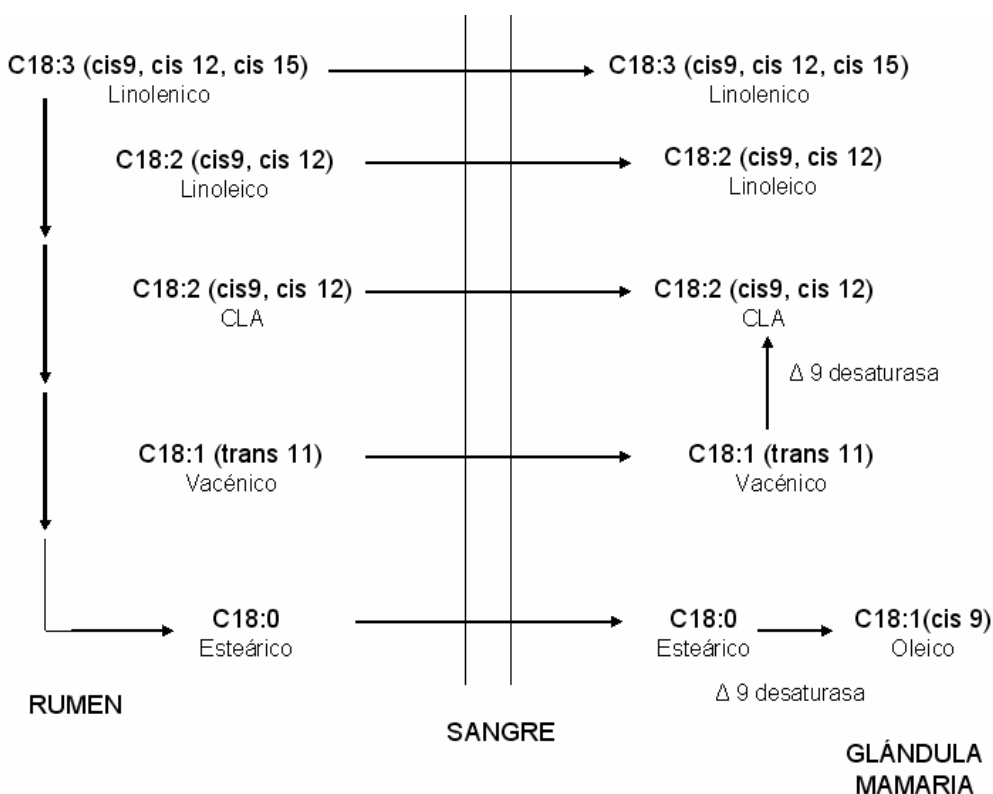 C18:3 (cis9, cis 12, cis 15)
Linolenico
C18:3 (cis9, cis 12, cis 15)
Linolenico
C18:2 (cis9, cis 12)
Linoleico
C18:2 (cis9, cis 12)
Linoleico
C18:2 (cis9, cis 12)
CLA
C18:2 (cis9, cis 12)
CLA
Δ 9 desaturasa
C18:1 (trans 11)
Vacénico
C18:1 (trans 11)
Vacénico
C18:0
Esteárico
C18:0
Esteárico
C18:1(cis 9)
Oleico
Δ 9 desaturasa
RUMEN
SANGRE
GLÁNDULA
MAMARIA